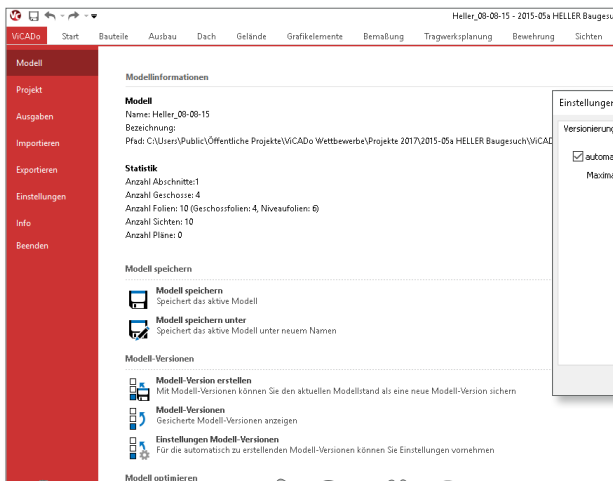 Heller_08-08-15 - 2015-05a HELLER Baugesu
ViCADo Start Bauteile Ausbau Dach Gelände Grafikelemente Bemaßung Tragwerksplanung Bewehrung Sichten
Modell
Projekt
Ausgaben
Importieren
Exportieren
Einstellungen
Info
Beenden
Modellinformationen
Modell
Name: Heller_08-08-15
Bezeichnung:
Pfad: C:\Users\Public\Öffentliche Projekte\ViCADo Wettbewerbe\Projekte 2017\2015-05a HELLER Baugesuch\ViCAD
Statistik
Anzahl Abschnitte:1
Anzahl Geschosse: 4
Anzahl Folien: 10 (Geschossfolien: 4, Niveaufolien: 6)
Anzahl Sichten: 10
Anzahl Pläne: 0
Modell speichern
Modell speichern
Speichert das aktive Modell
Modell speichern unter
Speichert das aktive Modell unter neuem Namen
Modell-Versionen
Modell-Version erstellen
Mit Modell-Versionen können Sie den aktuellen Modellstand als eine neue Modell-Version sichern
Modell-Versionen
Gesicherte Modell-Versionen anzeigen
Einstellungen Modell-Versionen
Für die automatisch zu erstellenden Modell-Versionen können Sie Einstellungen vornehmen
Modell optimieren
Einstellungen
Versionierung
automa
Maxima